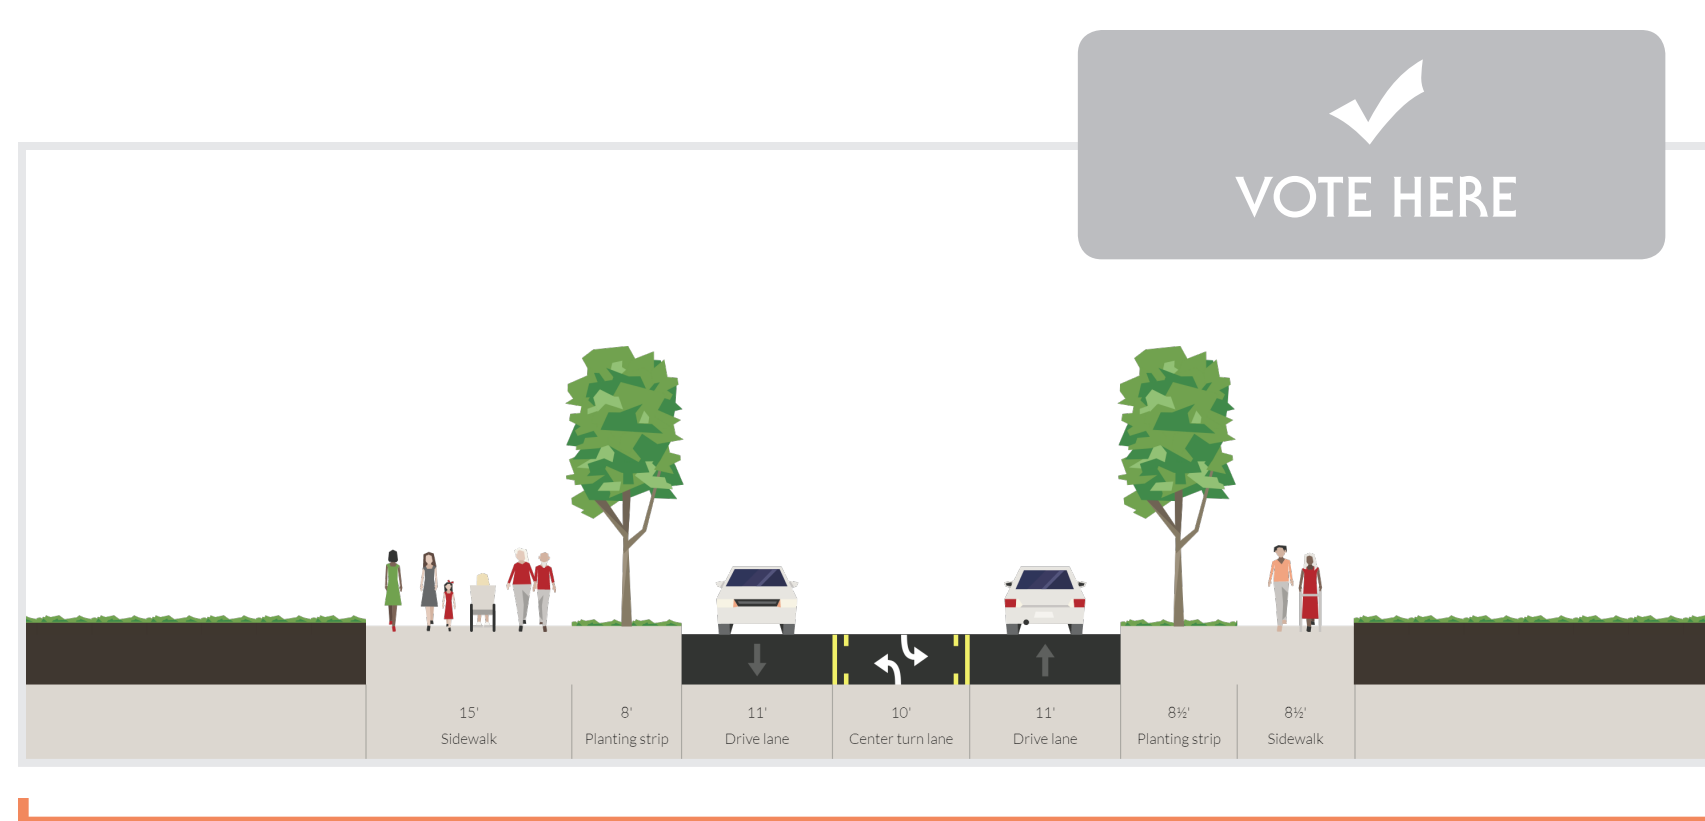 VOTE HERE
15' 8' 11' 10' 11' 8½' 8½'
Sidewalk Planting strip Drive lane Center turn lane Drive lane Planting strip Sidewalk